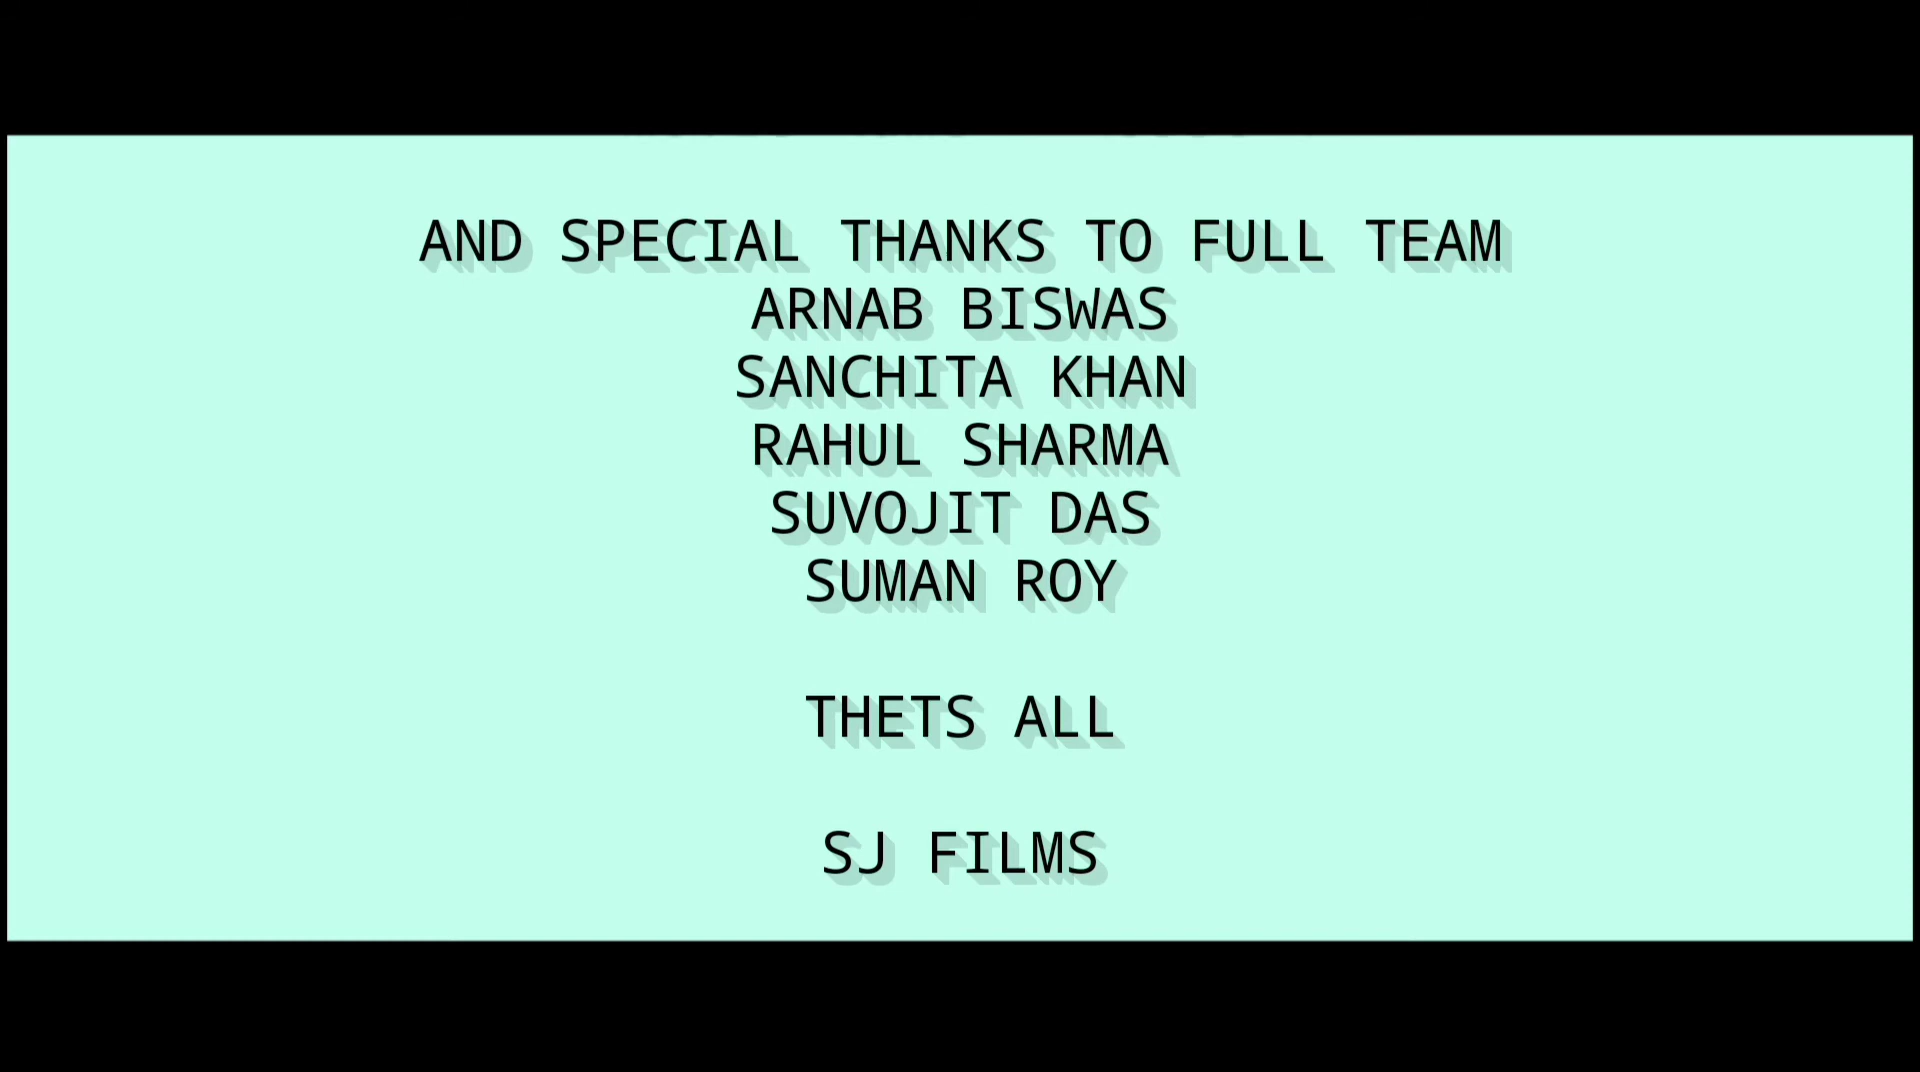 AND SPECIAL THANKS TO FULL TEAM
ARNAB BISWAS
SANCHITA KHAN
RAHUL SHARMA
SUVOJIT DAS
SUMAN ROY
THETS ALL
SJ FILMS